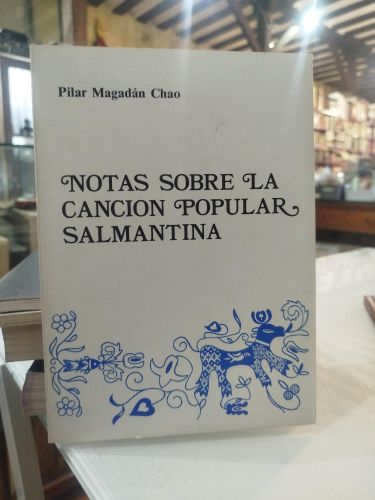 Pilar Magadán Chao
NOTAS SOBRE LA
CANCION POPULAR
SALMANTINA